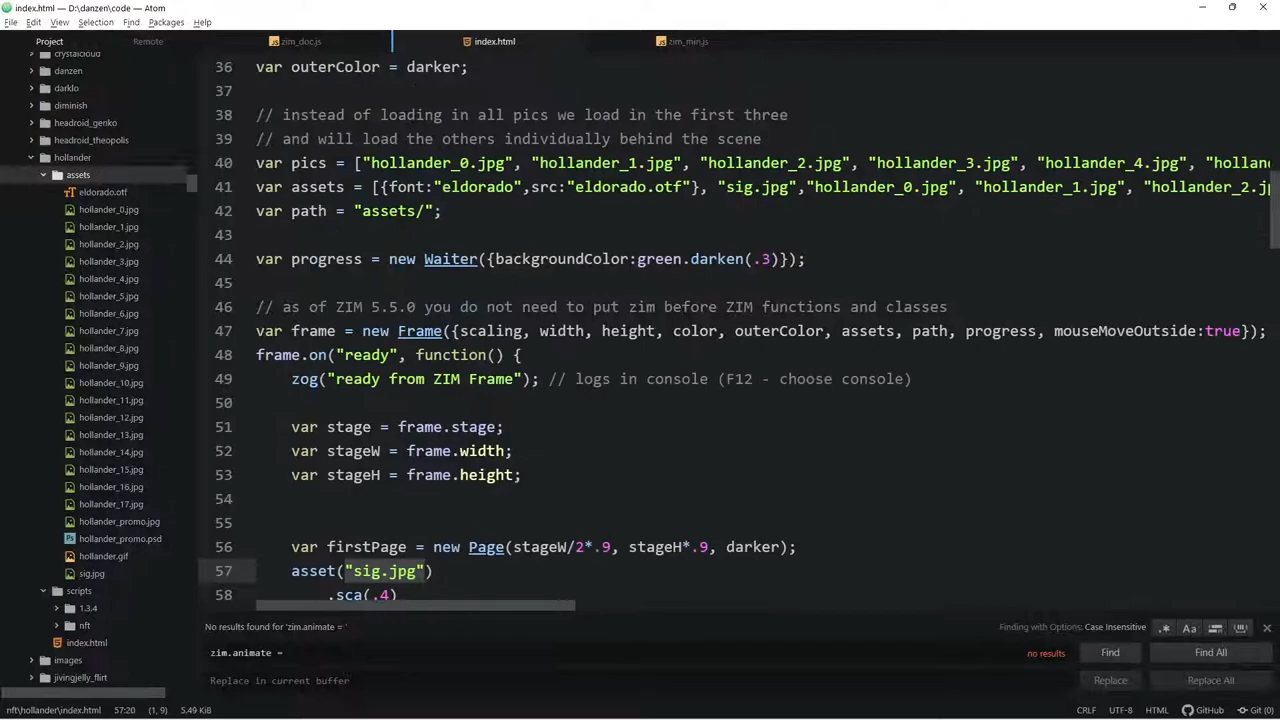 index.html — D:\danzen\code — Atom
File Edit View Selection Find Packages Help
Project Remote
zim_doc.js index.html zim_min.js
crystalcloud
danzen
darklo
diminish
headroid_genko
headroid_theopolis
hollander
assets
eldorado.otf
hollander_0.jpg
hollander_1.jpg
hollander_2.jpg
hollander_3.jpg
hollander_4.jpg
hollander_5.jpg
hollander_6.jpg
hollander_7.jpg
hollander_8.jpg
hollander_9.jpg
hollander_10.jpg
hollander_11.jpg
hollander_12.jpg
hollander_13.jpg
hollander_14.jpg
hollander_15.jpg
hollander_16.jpg
hollander_17.jpg
hollander_promo.jpg
hollander_promo.psd
hollander.gif
sig.jpg
scripts
1.3.4
nft
index.html
images
jivingjelly_flirt
36 var outerColor = darker;
37
38 // instead of loading in all pics we load in the first three
39 // and will load the others individually behind the scene
40 var pics = ["hollander_0.jpg", "hollander_1.jpg", "hollander_2.jpg", "hollander_3.jpg", "hollander_4.jpg", "hollande
41 var assets = [{font:"eldorado",src:"eldorado.otf"}, "sig.jpg","hollander_0.jpg", "hollander_1.jpg", "hollander_2.jp
42 var path = "assets/";
43
44 var progress = new Waiter({backgroundColor:green.darken(.3)});
45
46 // as of ZIM 5.5.0 you do not need to put zim before ZIM functions and classes
47 var frame = new Frame({scaling, width, height, color, outerColor, assets, path, progress, mouseMoveOutside:true});
48 frame.on("ready", function() {
49 zog("ready from ZIM Frame"); // logs in console (F12 - choose console)
50
51 var stage = frame.stage;
52 var stageW = frame.width;
53 var stageH = frame.height;
54
55
56 var firstPage = new Page(stageW/2*.9, stageH*.9, darker);
57 asset("sig.jpg")
58 .sca(.4)
No results found for 'zim.animate = ' Finding with Options: Case Insensitive .* Aa
zim.animate = no results Find Find All
Replace in current buffer Replace Replace All
nft\hollander\index.html 57:20 (1, 9) 5.49 KiB CRLF UTF-8 HTML GitHub Git (0)